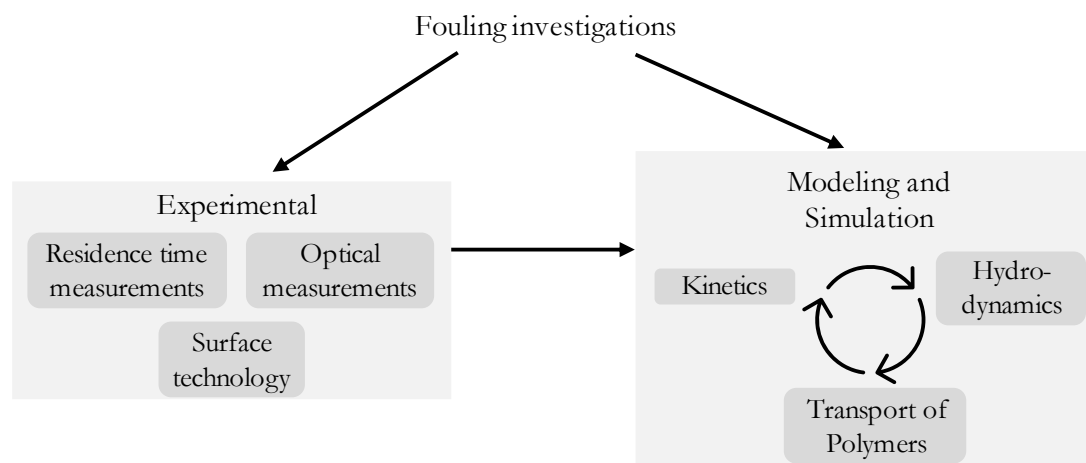 Fouling investigations
Experimental
Residence time
measurements
Optical
measurements
Surface
technology
Modeling and
Simulation
Kinetics
Hydro-
dynamics
Transport of
Polymers